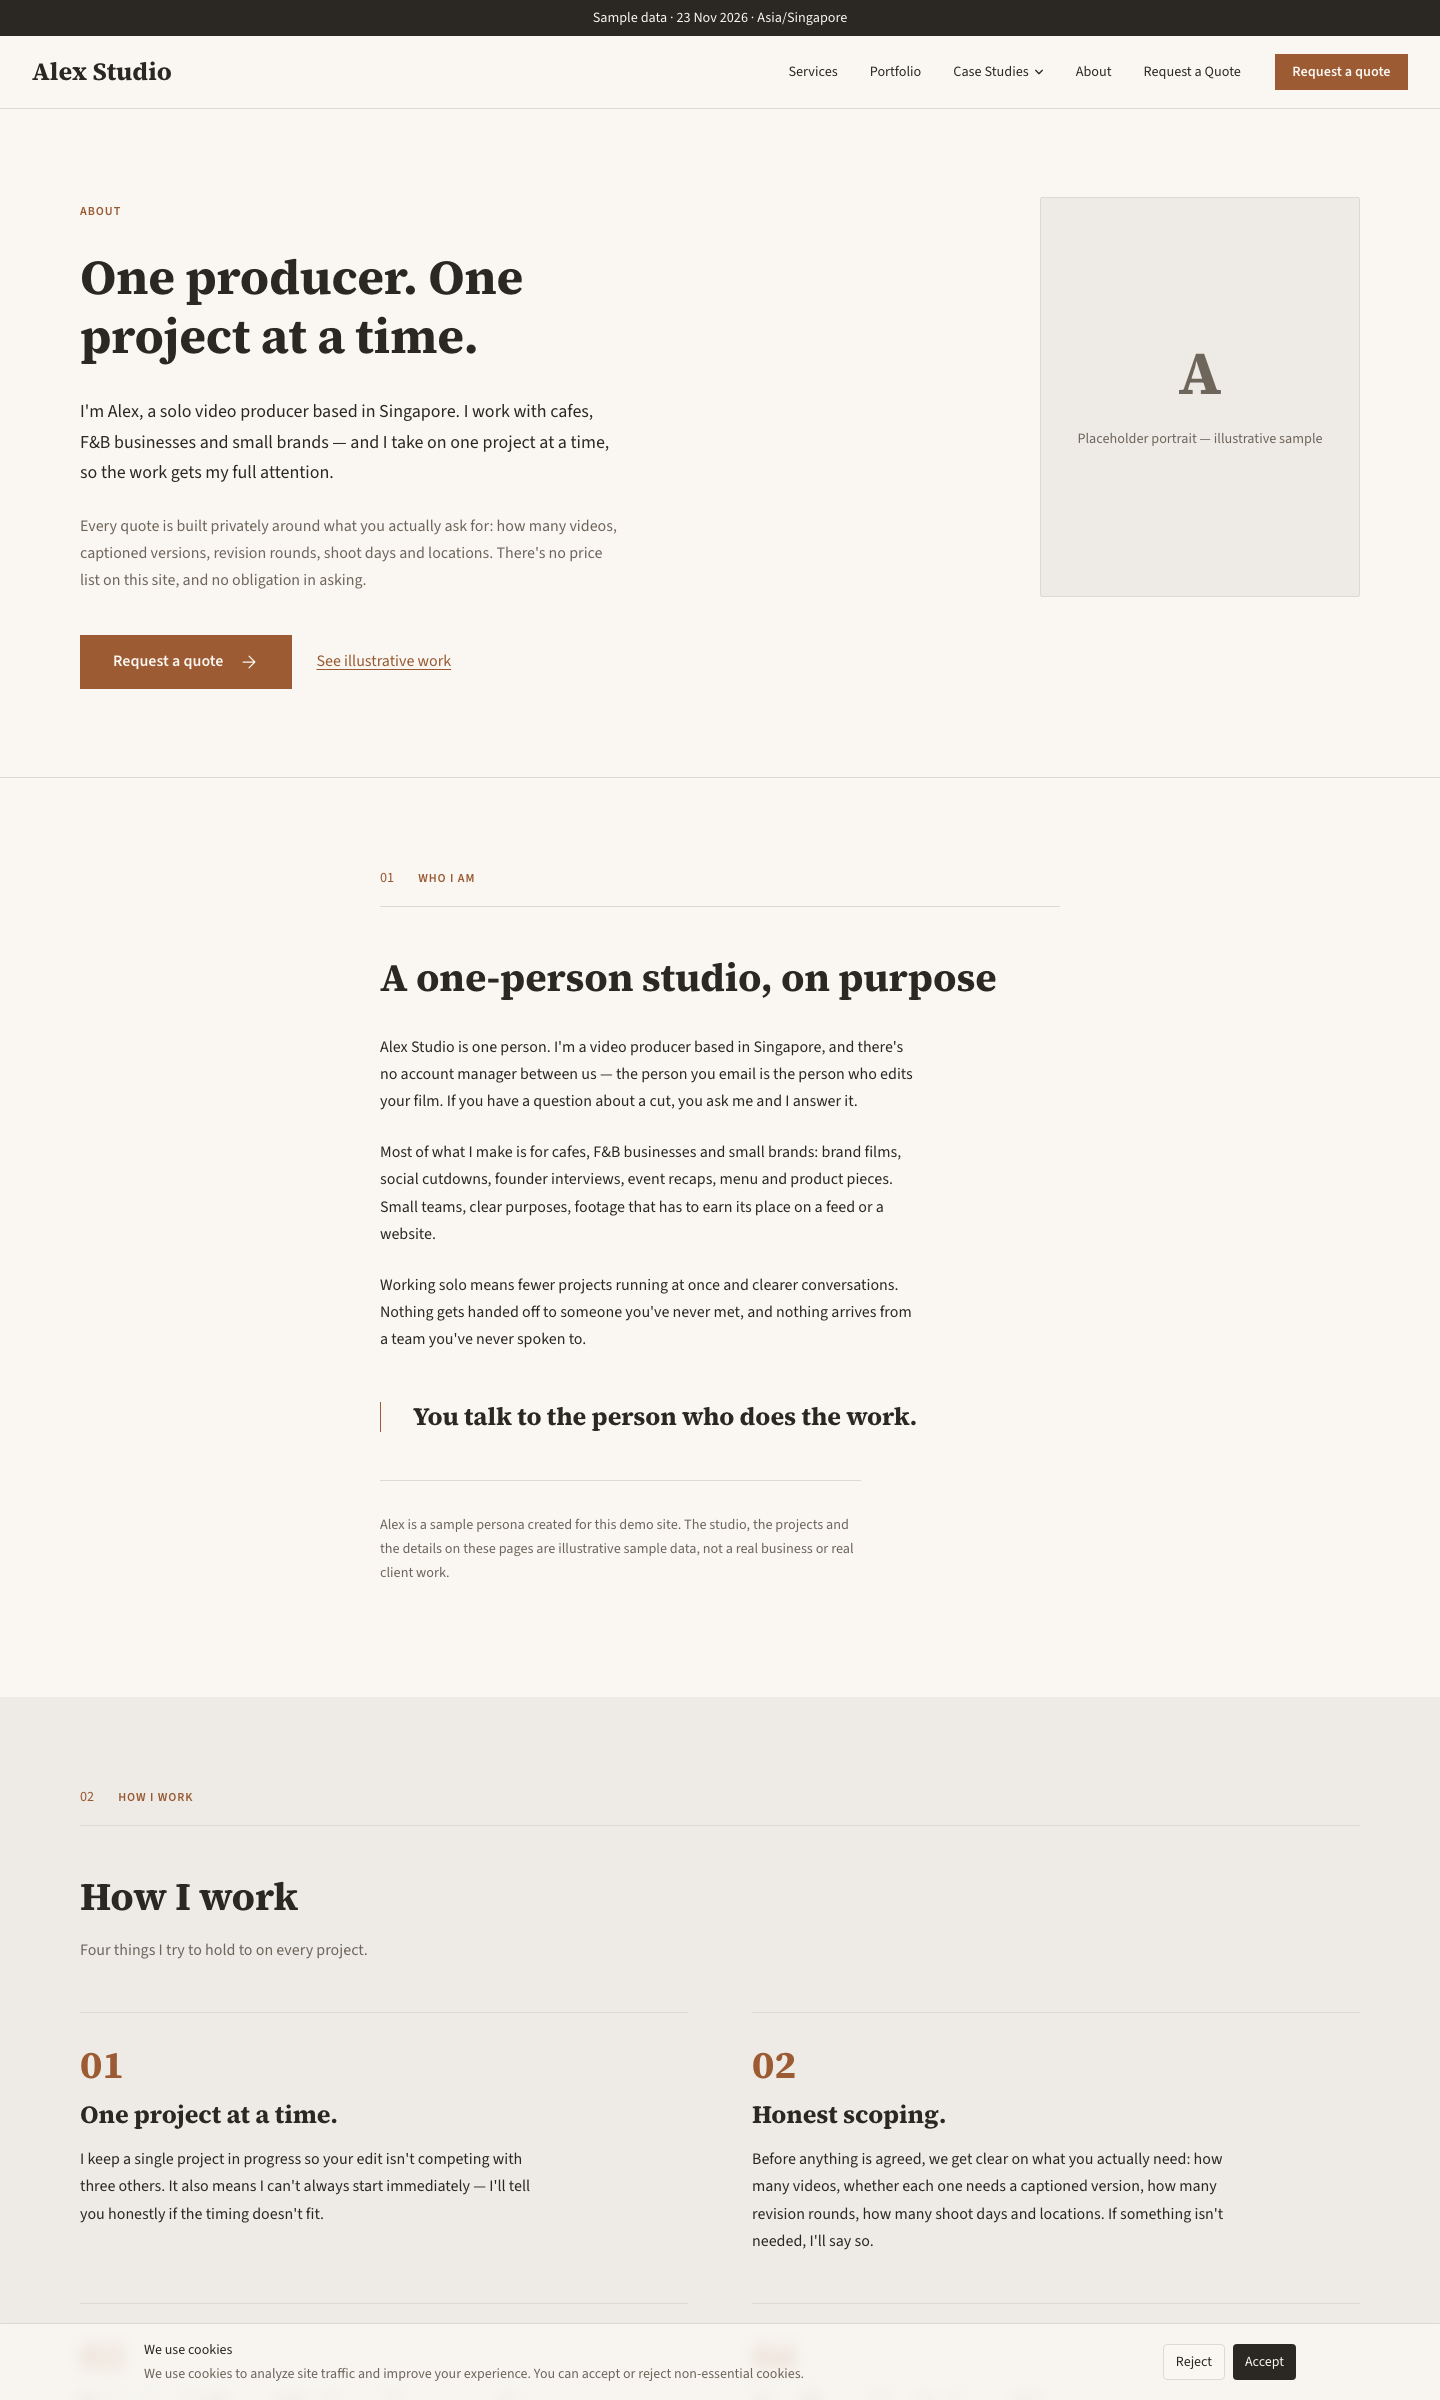 Sample data · 23 Nov 2026 · Asia/Singapore
Alex Studio
Services
Portfolio
Case Studies
About
Request a Quote
Request a quote
ABOUT
One producer. One
project at a time.
I'm Alex, a solo video producer based in Singapore. I work with cafes,
F&B businesses and small brands — and I take on one project at a time,
so the work gets my full attention.
Every quote is built privately around what you actually ask for: how many videos,
captioned versions, revision rounds, shoot days and locations. There's no price
list on this site, and no obligation in asking.
Request a quote
See illustrative work
A
Placeholder portrait — illustrative sample
01 WHO I AM
A one-person studio, on purpose
Alex Studio is one person. I'm a video producer based in Singapore, and there's
no account manager between us — the person you email is the person who edits
your film. If you have a question about a cut, you ask me and I answer it.
Most of what I make is for cafes, F&B businesses and small brands: brand films,
social cutdowns, founder interviews, event recaps, menu and product pieces.
Small teams, clear purposes, footage that has to earn its place on a feed or a
website.
Working solo means fewer projects running at once and clearer conversations.
Nothing gets handed off to someone you've never met, and nothing arrives from
a team you've never spoken to.
You talk to the person who does the work.
Alex is a sample persona created for this demo site. The studio, the projects and
the details on these pages are illustrative sample data, not a real business or real
client work.
02 HOW I WORK
How I work
Four things I try to hold to on every project.
01
One project at a time.
I keep a single project in progress so your edit isn't competing with
three others. It also means I can't always start immediately — I'll tell
you honestly if the timing doesn't fit.
02
Honest scoping.
Before anything is agreed, we get clear on what you actually need: how
many videos, whether each one needs a captioned version, how many
revision rounds, how many shoot days and locations. If something isn't
needed, I'll say so.
We use cookies
We use cookies to analyze site traffic and improve your experience. You can accept or reject non-essential cookies.
Reject
Accept